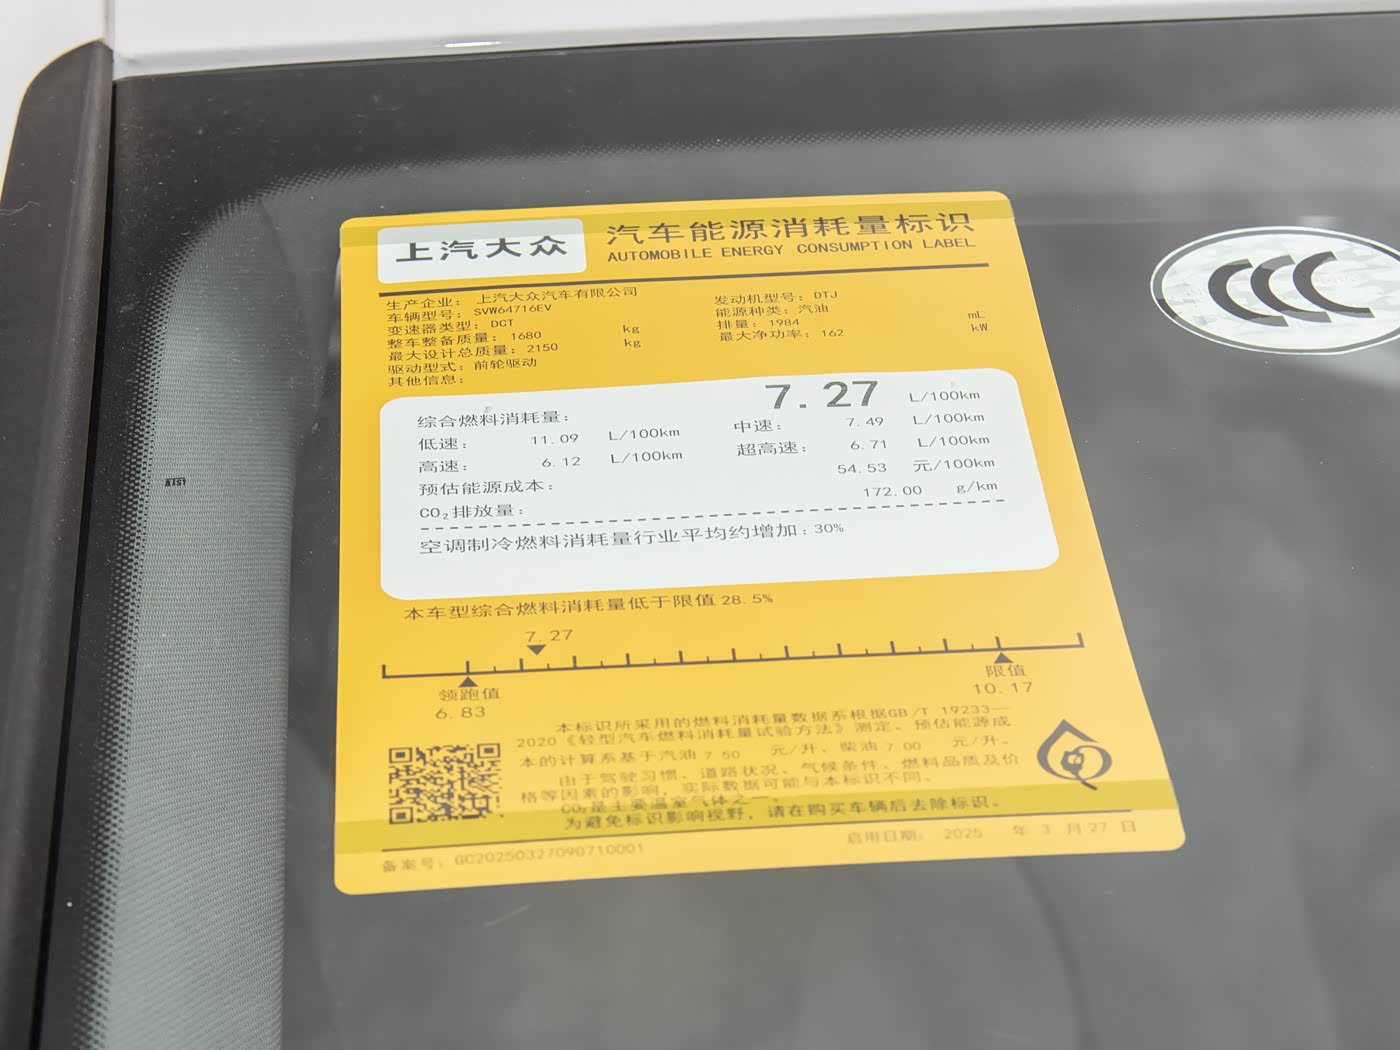 上汽大众
汽车能源消耗量标识
AUTOMOBILE ENERGY CONSUMPTION LABEL
生产企业: 上汽大众汽车有限公司
车辆型号: SVW64716EV
变速器类型: DCT
整车整备质量: 1680 kg
最大设计总质量: 2150 kg
驱动型式: 前轮驱动
其他信息:
发动机型号: DTJ
能源种类: 汽油
排量: 1984 mL
最大净功率: 162 kW
综合燃料消耗量: 7.27 L/100km
低速: 11.09 L/100km 中速: 7.49 L/100km
高速: 6.12 L/100km 超高速: 6.71 L/100km
预估能源成本: 54.53 元/100km
CO₂排放量: 172.00 g/km
空调制冷燃料消耗量行业平均约增加: 30%
本车型综合燃料消耗量低于限值28.5%
7.27
领跑值
6.83
限值
10.17
本标识所采用的燃料消耗量数据系根据GB/T 19233—
2020《轻型汽车燃料消耗量试验方法》测定。预估能源成
本的计算系基于汽油7 50 元/升、柴油7 00 元/升。
由于驾驶习惯、道路状况、气候条件、燃料品质及价
格等因素的影响，实际数据可能与本标识不同。
CO₂是主要温室气体之一。
为避免标识影响视野，请在购买车辆后去除标识。
备案号: GC20250327090710001
启用日期: 2025 年 3 月 27 日
CCC